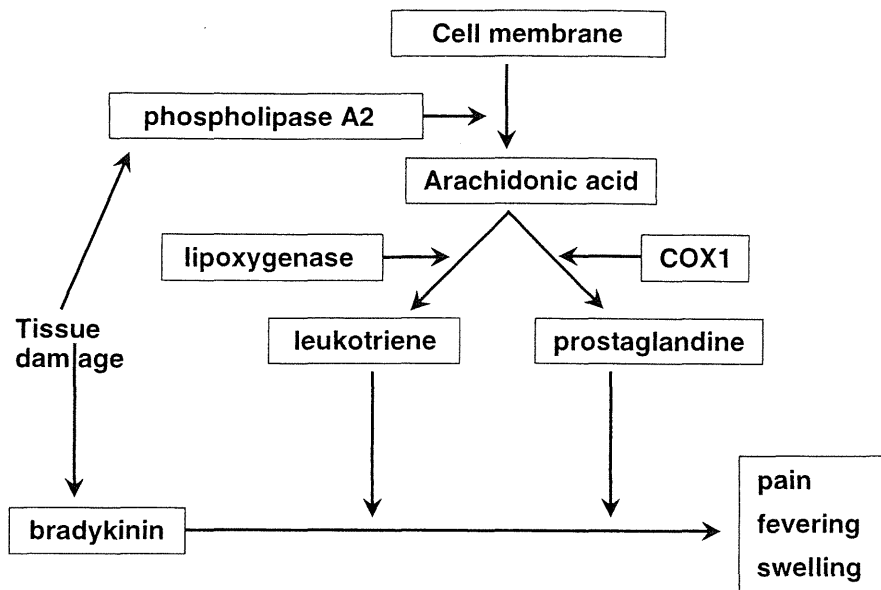 Cell membrane
phospholipase A2
Arachidonic acid
lipoxygenase
COX1
Tissue
damage
leukotriene
prostaglandine
bradykinin
pain
fevering
swelling